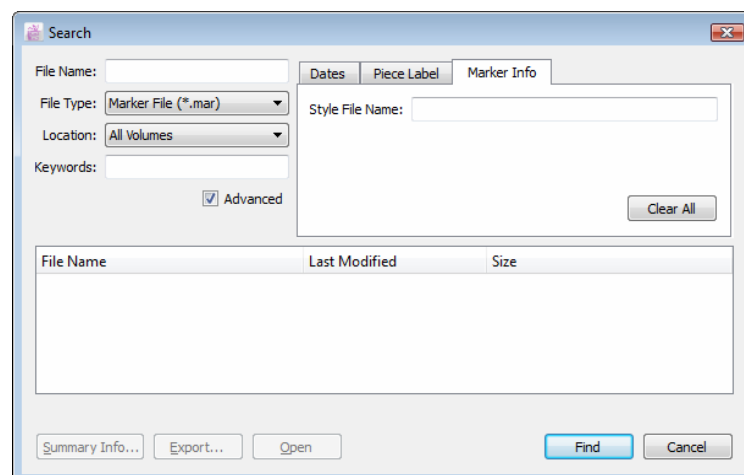 Search
File Name:
File Type: Marker File (*.mar)
Location: All Volumes
Keywords:
Advanced
Dates Piece Label Marker Info
Style File Name:
Clear All
File Name Last Modified Size
Summary Info... Export... Open Find Cancel